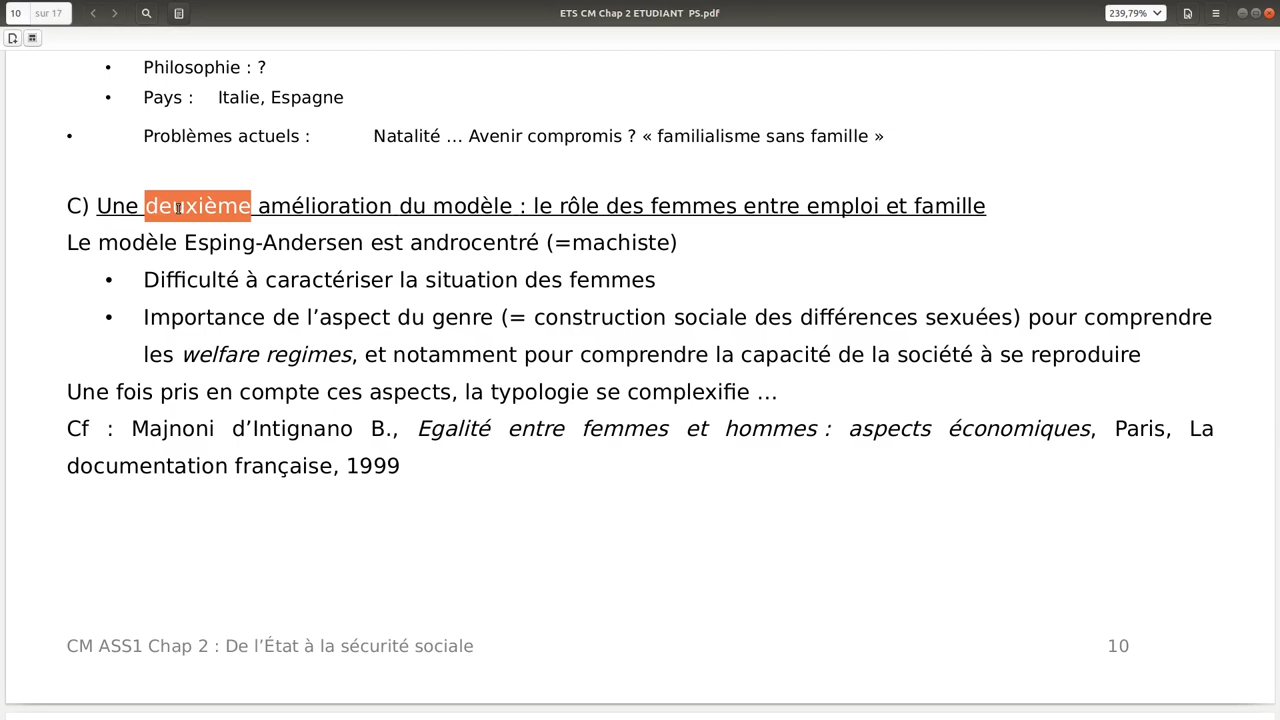 10 sur 17
ETS CM Chap 2 ETUDIANT PS.pdf
239,79%
• Philosophie : ?
• Pays : Italie, Espagne
• Problèmes actuels : Natalité … Avenir compromis ? « familialisme sans famille »
C) Une deuxième amélioration du modèle : le rôle des femmes entre emploi et famille
Le modèle Esping-Andersen est androcentré (=machiste)
• Difficulté à caractériser la situation des femmes
• Importance de l’aspect du genre (= construction sociale des différences sexuées) pour comprendre
les welfare regimes, et notamment pour comprendre la capacité de la société à se reproduire
Une fois pris en compte ces aspects, la typologie se complexifie …
Cf : Majnoni d’Intignano B., Egalité entre femmes et hommes : aspects économiques, Paris, La
documentation française, 1999
CM ASS1 Chap 2 : De l’État à la sécurité sociale 10